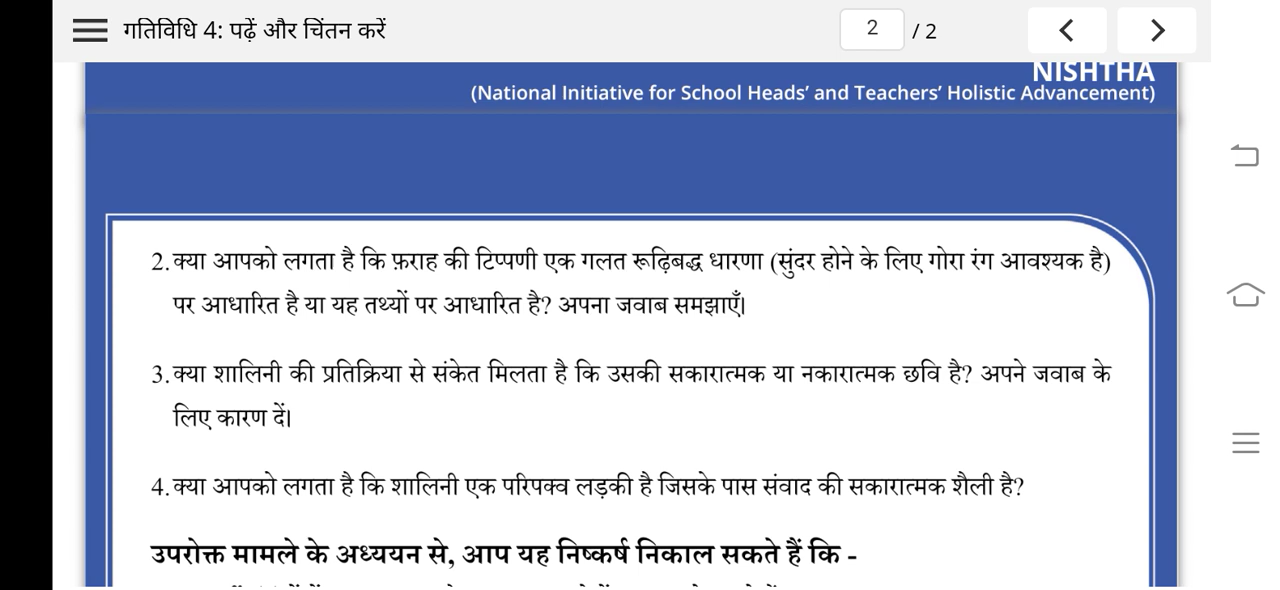 गतिविधि 4: पढ़ें और चिंतन करें
2 / 2
NISHTHA
(National Initiative for School Heads' and Teachers' Holistic Advancement)
2. क्या आपको लगता है कि फ़राह की टिप्पणी एक गलत रूढ़िबद्ध धारणा (सुंदर होने के लिए गोरा रंग आवश्यक है)
पर आधारित है या यह तथ्यों पर आधारित है? अपना जवाब समझाएँ।
3. क्या शालिनी की प्रतिक्रिया से संकेत मिलता है कि उसकी सकारात्मक या नकारात्मक छवि है? अपने जवाब के
लिए कारण दें।
4. क्या आपको लगता है कि शालिनी एक परिपक्व लड़की है जिसके पास संवाद की सकारात्मक शैली है?
उपरोक्त मामले के अध्ययन से, आप यह निष्कर्ष निकाल सकते हैं कि -